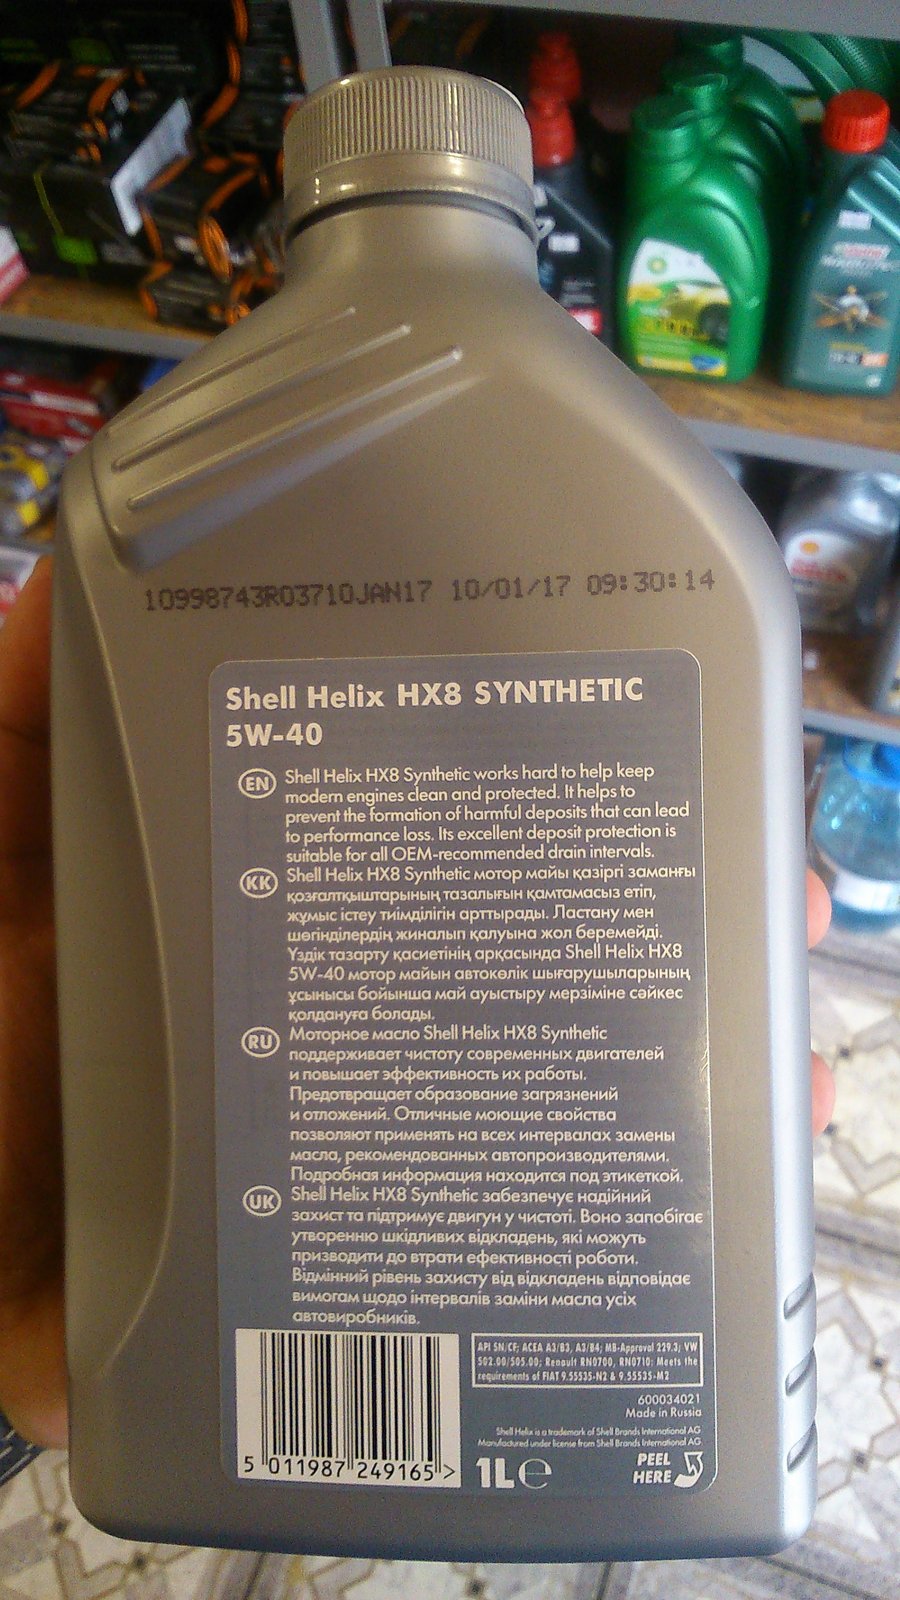 10998743R03710JAN17 10/01/17 09:30:14
Shell Helix HX8 SYNTHETIC
5W-40
EN
Shell Helix HX8 Synthetic works hard to help keep
modern engines clean and protected. It helps to
prevent the formation of harmful deposits that can lead
to performance loss. Its excellent deposit protection is
suitable for all OEM-recommended drain intervals.
KK
Shell Helix HX8 Synthetic мотор майы қазіргі заманғы
қозғалтқыштарының тазалығын қамтамасыз етіп,
жұмыс істеу тиімділігін арттырады. Ластану мен
шөгінділердің жиналып қалуына жол бермейді.
Үздік тазарту қасиетінің арқасында Shell Helix HX8
5W-40 мотор майын автокөлік шығарушыларының
ұсынысы бойынша май ауыстыру мерзіміне сәйкес
қолдануға болады.
RU
Моторное масло Shell Helix HX8 Synthetic
поддерживает чистоту современных двигателей
и повышает эффективность их работы.
Предотвращает образование загрязнений
и отложений. Отличные моющие свойства
позволяют применять на всех интервалах замены
масла, рекомендованных автопроизводителями.
Подробная информация находится под этикеткой.
UK
Shell Helix HX8 Synthetic забезпечує надійний
захист та підтримує двигун у чистоті. Воно запобігає
утворенню шкідливих відкладень, які можуть
призводити до втрати ефективності роботи.
Відмінний рівень захисту від відкладень відповідає
вимогам щодо інтервалів заміни масла усіх
автовиробників.
API SN/CF; ACEA A3/B3, A3/B4; MB-Approval 229.3; VW
502.00/505.00; Renault RN0700, RN0710; Meets the
requirements of FIAT 9.55535-N2 & 9.55535-M2
600034021
Made in Russia
Shell Helix is a trademark of Shell Brands International AG
Manufactured under license from Shell Brands International AG
5 011987 249165 >
1L℮
PEEL
HERE